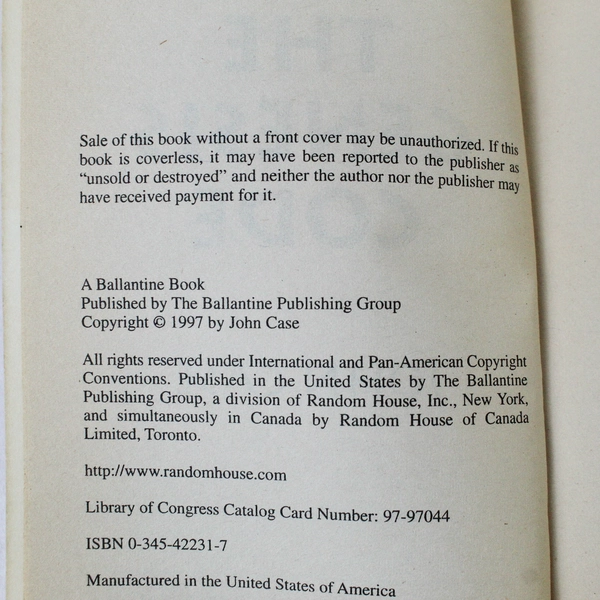 Sale of this book without a front cover may be unauthorized. If this
book is coverless, it may have been reported to the publisher as
“unsold or destroyed” and neither the author nor the publisher may
have received payment for it.
A Ballantine Book
Published by The Ballantine Publishing Group
Copyright © 1997 by John Case
All rights reserved under International and Pan-American Copyright
Conventions. Published in the United States by The Ballantine
Publishing Group, a division of Random House, Inc., New York,
and simultaneously in Canada by Random House of Canada
Limited, Toronto.
http://www.randomhouse.com
Library of Congress Catalog Card Number: 97-97044
ISBN 0-345-42231-7
Manufactured in the United States of America